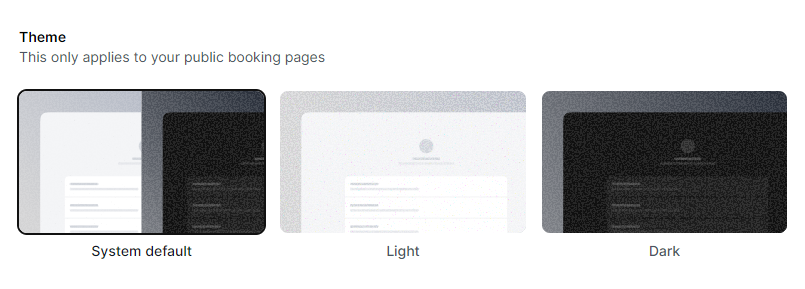 Theme
This only applies to your public booking pages
System default
Light
Dark